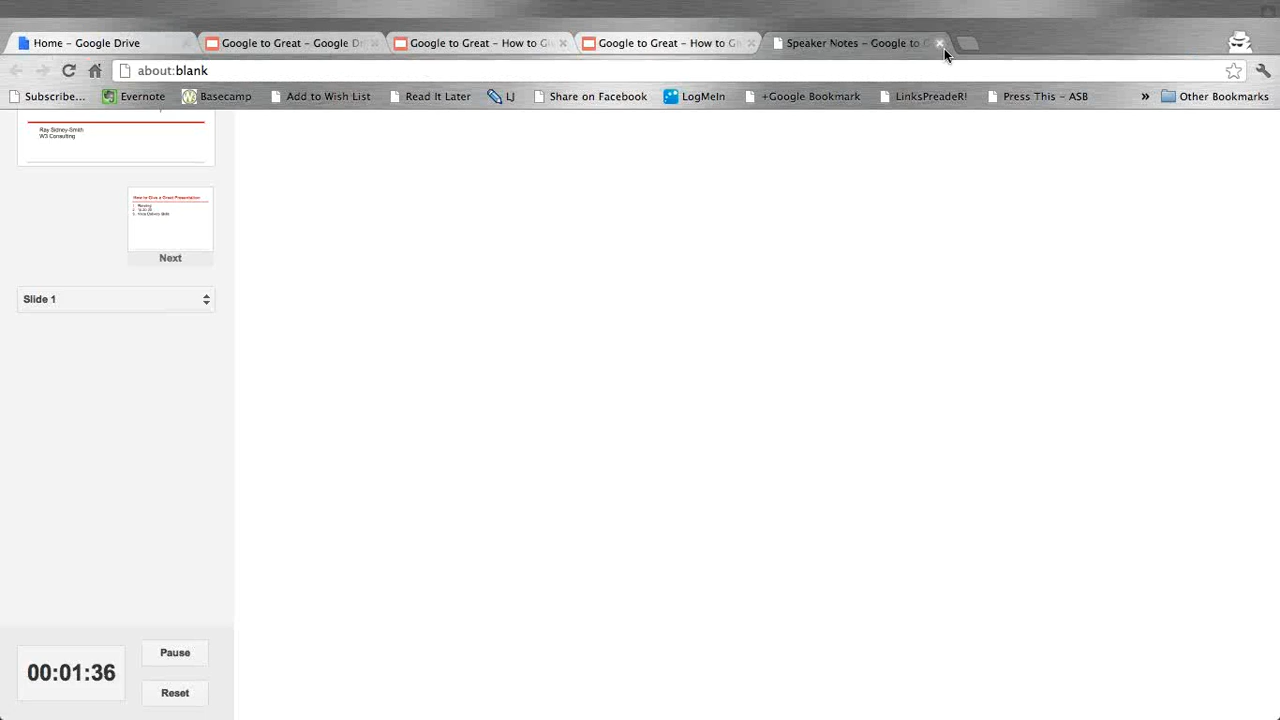 Home – Google Drive
Google to Great – Google Dr
Google to Great – How to Gi
Google to Great – How to Gi
Speaker Notes – Google to G
about:blank
Subscribe...
Evernote
Basecamp
Add to Wish List
Read It Later
LJ
Share on Facebook
LogMeIn
+Google Bookmark
LinksPreadeR!
Press This – ASB
»
Other Bookmarks
Ray Sidney-Smith
W3 Consulting
How to Give a Great Presentation
Next
Slide 1
00:01:36
Pause
Reset